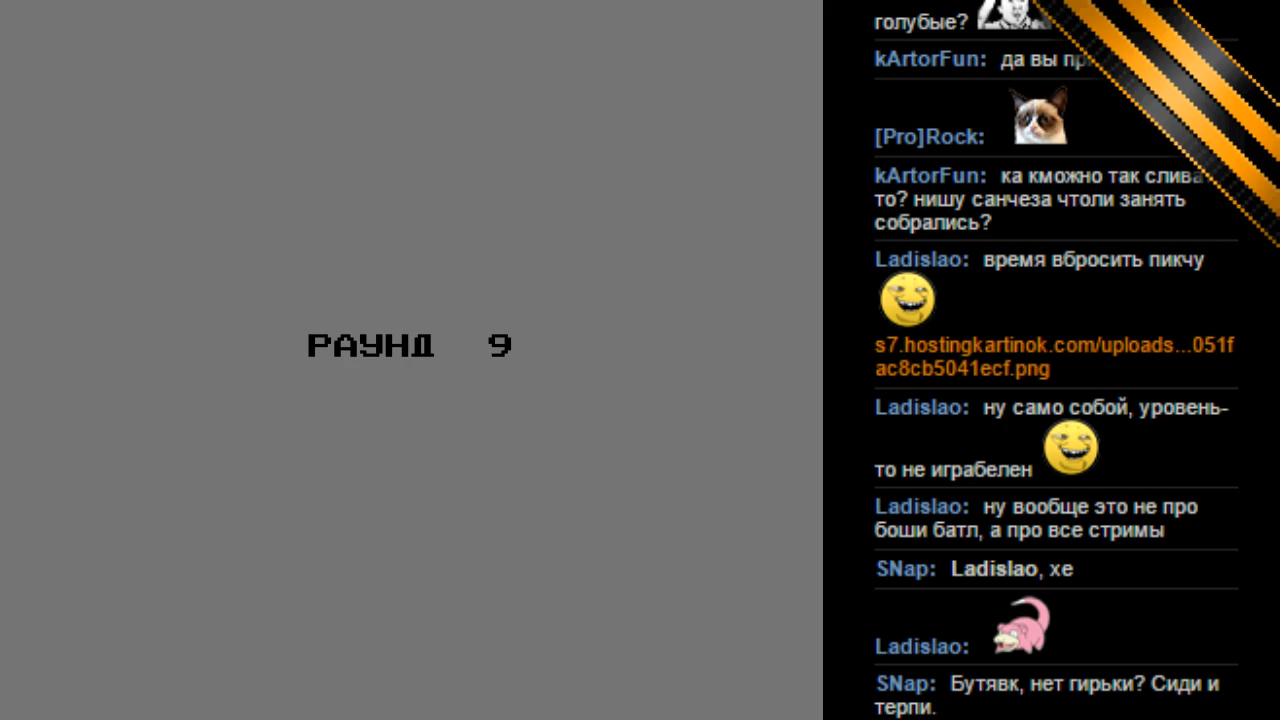 РАУНД 9
голубые?
kArtorFun: да вы
[Pro]Rock:
kArtorFun: ка кможно так слива
то? нишу санчеза чтоли занять
собрались?
Ladislao: время вбросить пикчу
s7.hostingkartinok.com/uploads...051f
ac8cb5041ecf.png
Ladislao: ну само собой, уровень-
то не играбелен
Ladislao: ну вообще это не про
боши батл, а про все стримы
SNap: Ladislao, хе
Ladislao:
SNap: Бутявк, нет гирьки? Сиди и
терпи.